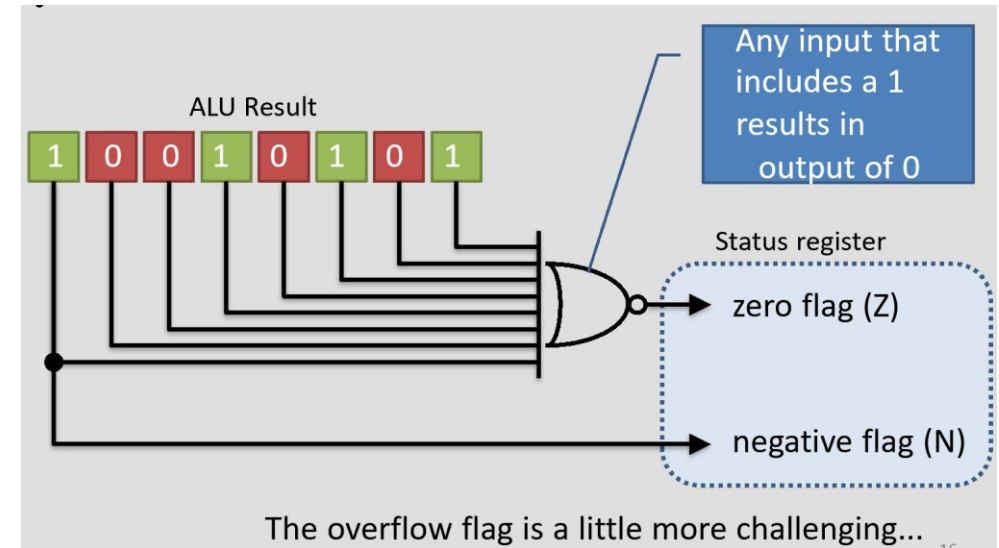 Any input that
includes a 1
results in
output of 0
ALU Result
1 0 0 1 0 1 0 1
Status register
zero flag (Z)
negative flag (N)
The overflow flag is a little more challenging...